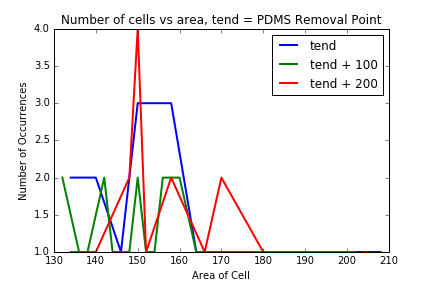 Number of cells vs area, tend = PDMS Removal Point
4.0
3.5
3.0
2.5
2.0
1.5
1.0
Number of Occurrences
tend
tend + 100
tend + 200
130 140 150 160 170 180 190 200 210
Area of Cell